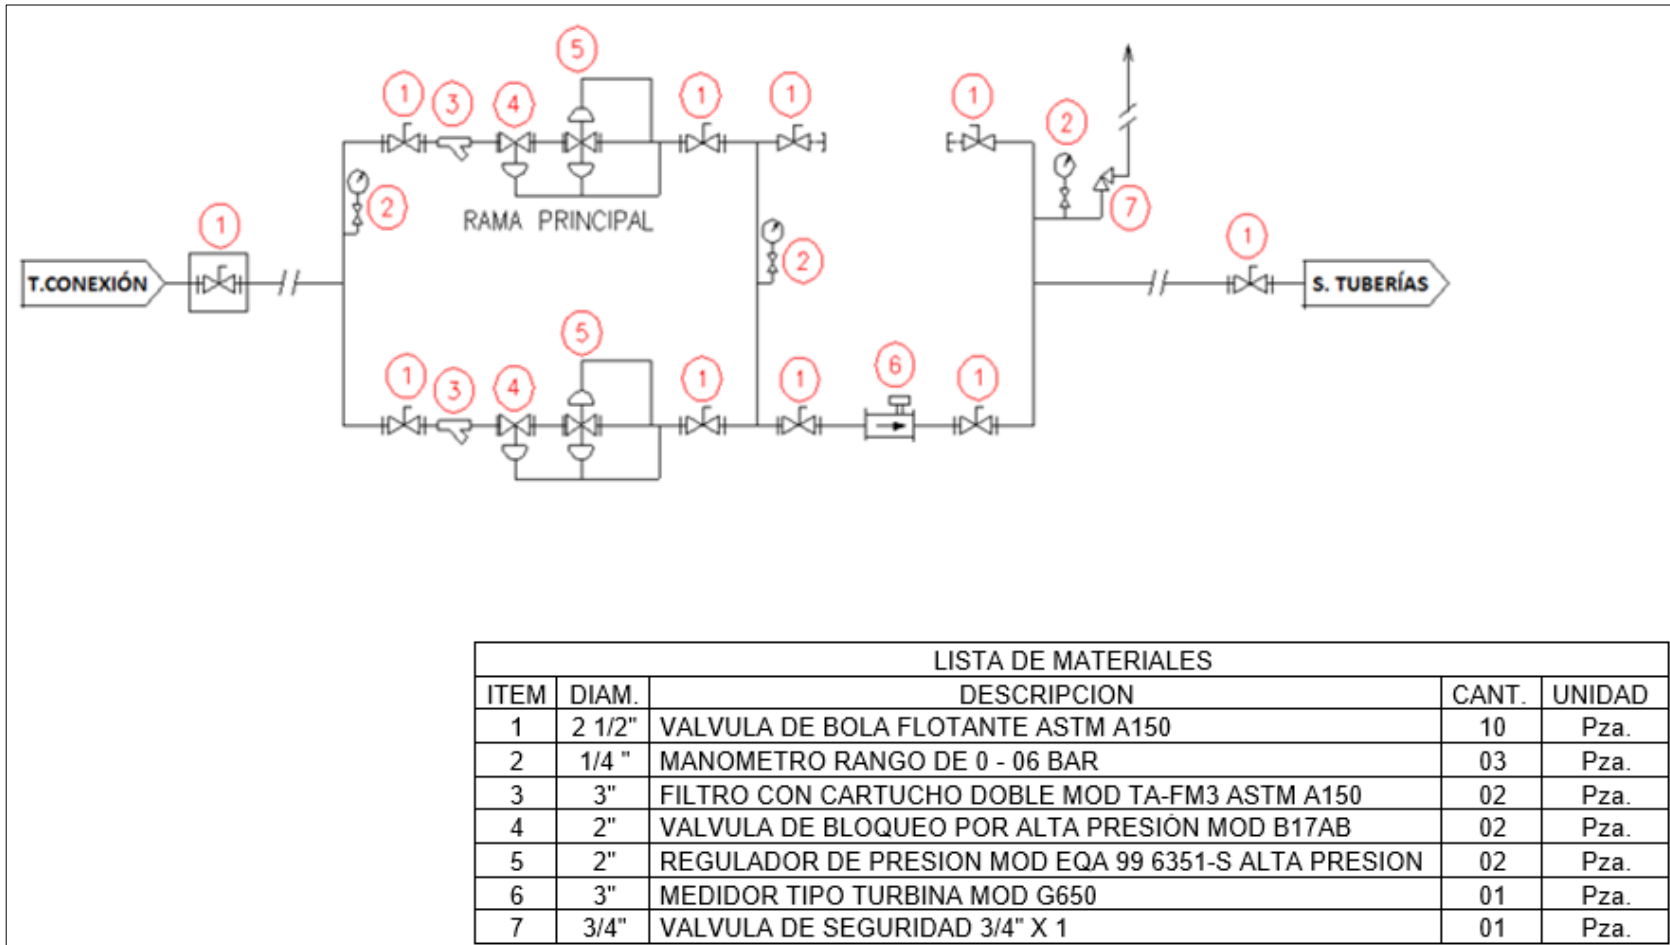 5
1
3
4
1
1
1
2
2
7
RAMA PRINCIPAL
1
2
1
T.CONEXIÓN
S. TUBERÍAS
5
1
3
4
1
1
6
1
LISTA DE MATERIALES
ITEM DIAM. DESCRIPCION CANT. UNIDAD
1 2 1/2" VALVULA DE BOLA FLOTANTE ASTM A150 10 Pza.
2 1/4 " MANOMETRO RANGO DE 0 - 06 BAR 03 Pza.
3 3" FILTRO CON CARTUCHO DOBLE MOD TA-FM3 ASTM A150 02 Pza.
4 2" VALVULA DE BLOQUEO POR ALTA PRESIÓN MOD B17AB 02 Pza.
5 2" REGULADOR DE PRESION MOD EQA 99 6351-S ALTA PRESION 02 Pza.
6 3" MEDIDOR TIPO TURBINA MOD G650 01 Pza.
7 3/4" VALVULA DE SEGURIDAD 3/4" X 1 01 Pza.